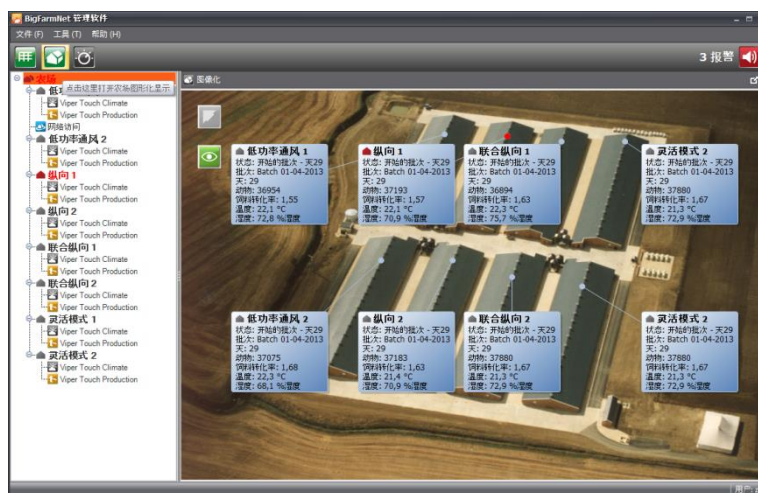 BigFarmNet 管理软件
文件(F) 工具(T) 帮助(H)
3 报警
农场
点击这里打开农场图形化显示
Viper Touch Climate
Viper Touch Production
网络访问
低功率通风 2
Viper Touch Climate
Viper Touch Production
纵向 1
Viper Touch Climate
Viper Touch Production
纵向 2
Viper Touch Climate
Viper Touch Production
联合纵向 1
Viper Touch Climate
Viper Touch Production
联合纵向 2
Viper Touch Climate
Viper Touch Production
灵活模式 1
Viper Touch Climate
Viper Touch Production
灵活模式 2
Viper Touch Climate
Viper Touch Production
图像化
低功率通风 1
状态: 开始的批次 - 天29
批次: Batch 01-04-2013
天: 29
动物: 36954
饲料转化率: 1,55
温度: 22,1 °C
湿度: 72,8 %湿度
纵向 1
状态: 开始的批次 - 天29
批次: Batch 01-04-2013
天: 29
动物: 37193
饲料转化率: 1,57
温度: 22,1 °C
湿度: 70,9 %湿度
联合纵向 1
状态: 开始的批次 - 天29
批次: Batch 01-04-2013
天: 29
动物: 36894
饲料转化率: 1,63
温度: 22,3 °C
湿度: 75,7 %湿度
灵活模式 2
状态: 开始的批次 - 天29
批次: Batch 01-04-2013
天: 29
动物: 37880
饲料转化率: 1,67
温度: 21,3 °C
湿度: 72,9 %湿度
低功率通风 2
状态: 开始的批次 - 天29
批次: Batch 01-04-2013
天: 29
动物: 37075
饲料转化率: 1,68
温度: 22,3 °C
湿度: 68,1 %湿度
纵向 2
状态: 开始的批次 - 天29
批次: Batch 01-04-2013
天: 29
动物: 37183
饲料转化率: 1,63
温度: 21,4 °C
湿度: 70,9 %湿度
联合纵向 2
状态: 开始的批次 - 天29
批次: Batch 01-04-2013
天: 29
动物: 37880
饲料转化率: 1,67
温度: 21,3 °C
湿度: 72,9 %湿度
灵活模式 2
状态: 开始的批次 - 天29
批次: Batch 01-04-2013
天: 29
动物: 37880
饲料转化率: 1,67
温度: 21,3 °C
湿度: 72,9 %湿度